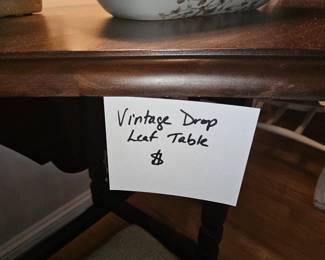 Vintage Drop
Leaf Table
$